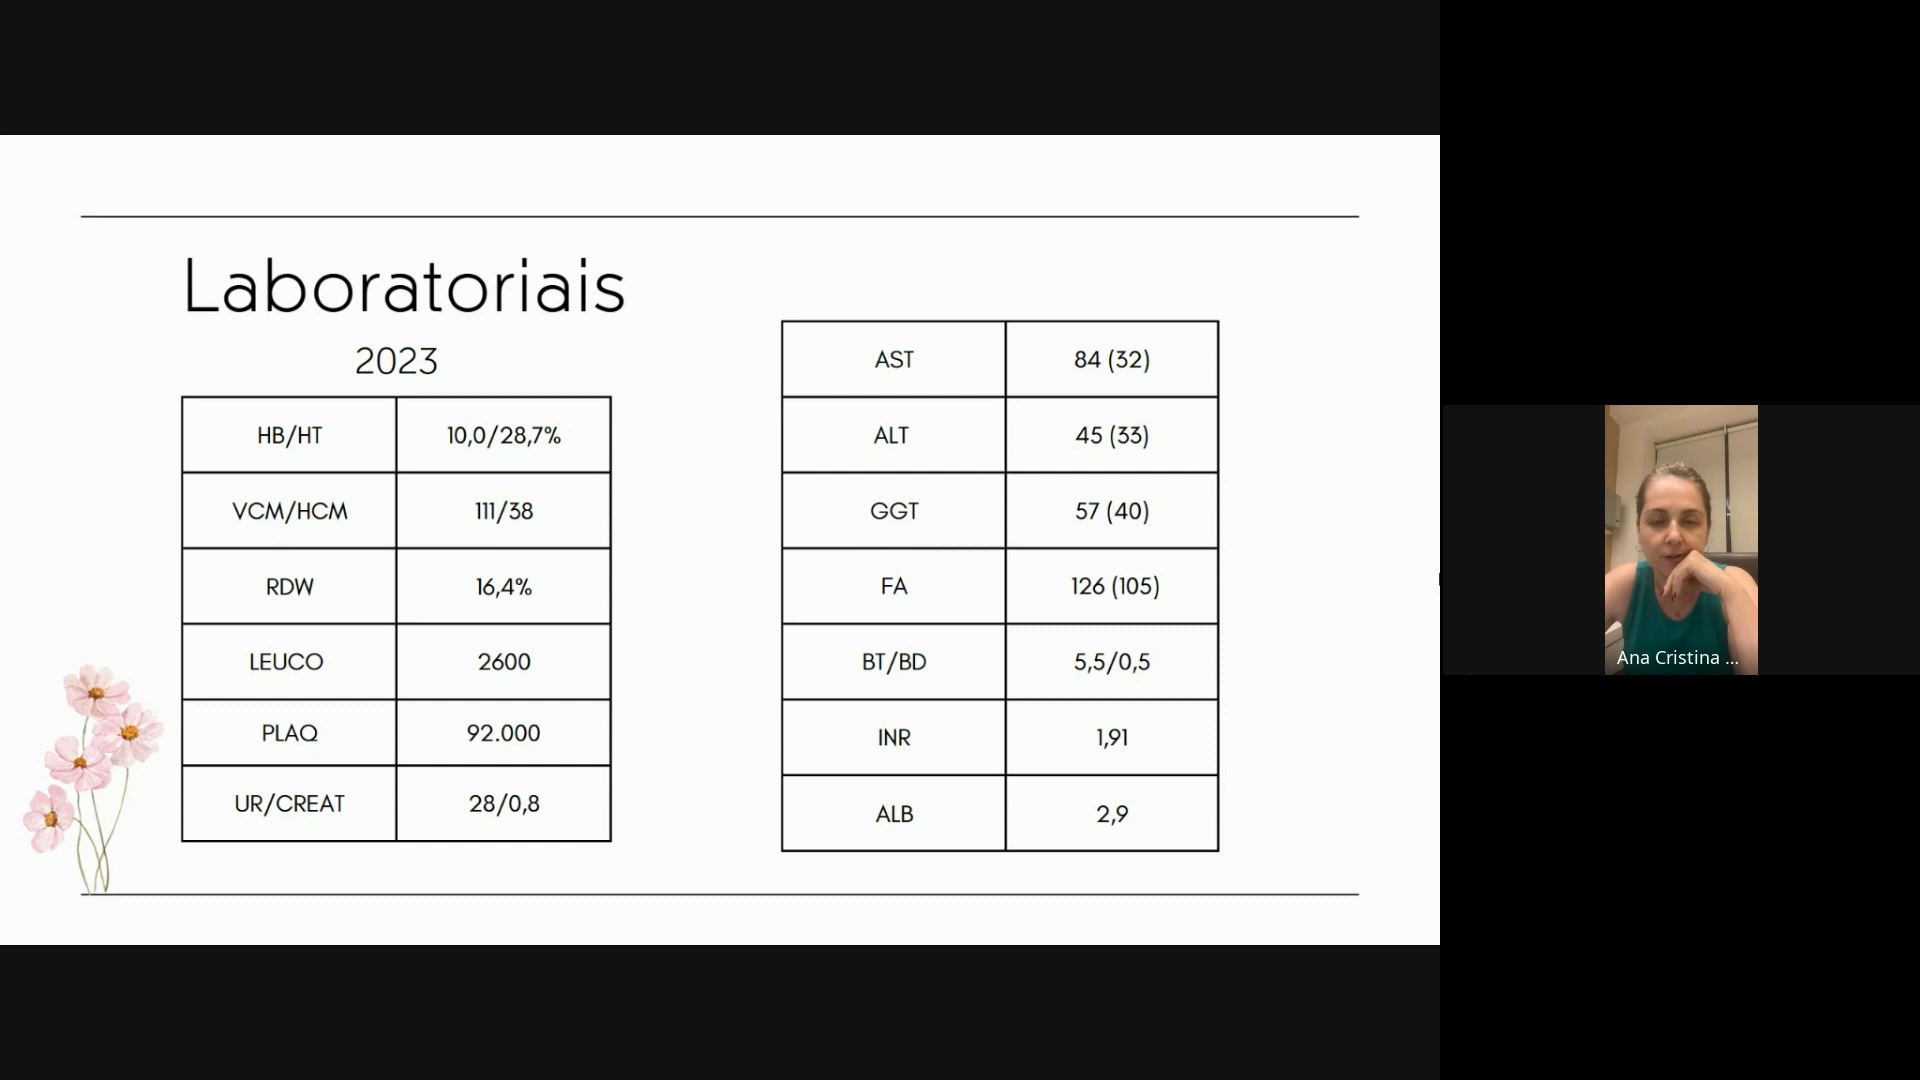 Laboratoriais
2023
HB/HT 10,0/28,7%
VCM/HCM 111/38
RDW 16,4%
LEUCO 2600
PLAQ 92.000
UR/CREAT 28/0,8
AST 84 (32)
ALT 45 (33)
GGT 57 (40)
FA 126 (105)
BT/BD 5,5/0,5
INR 1,91
ALB 2,9
Ana Cristina ...